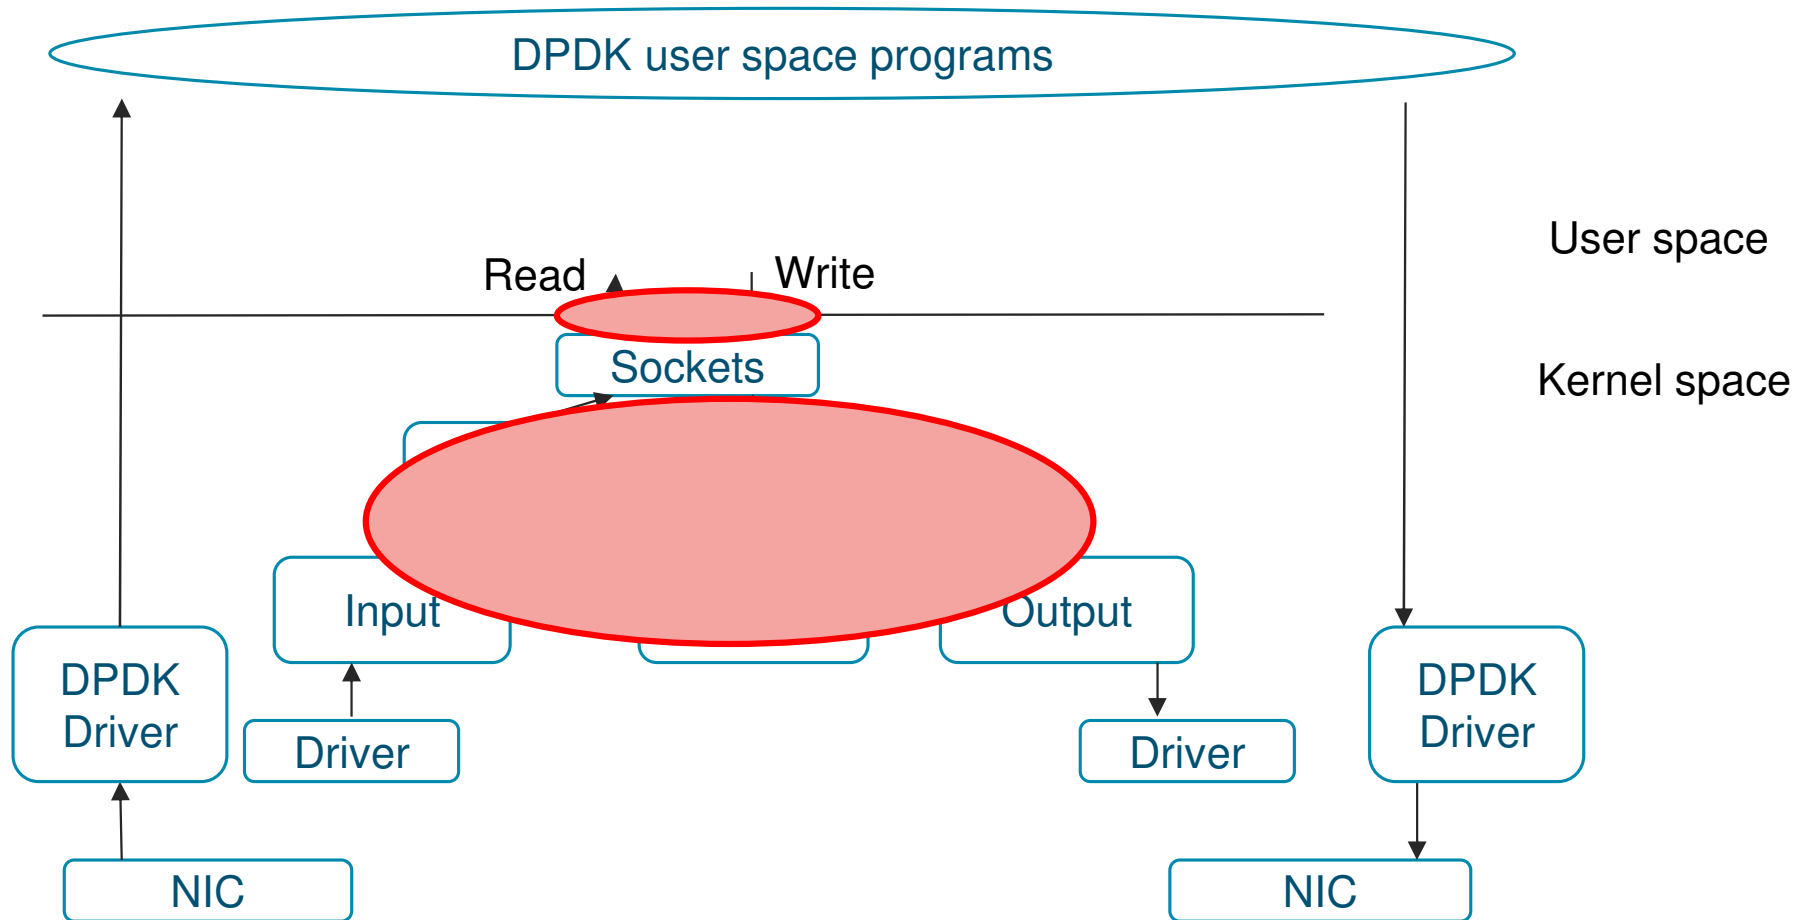 DPDK user space programs
User space
Read
Write
Sockets
Kernel space
Input
Output
DPDK
Driver
Driver
Driver
DPDK
Driver
NIC
NIC